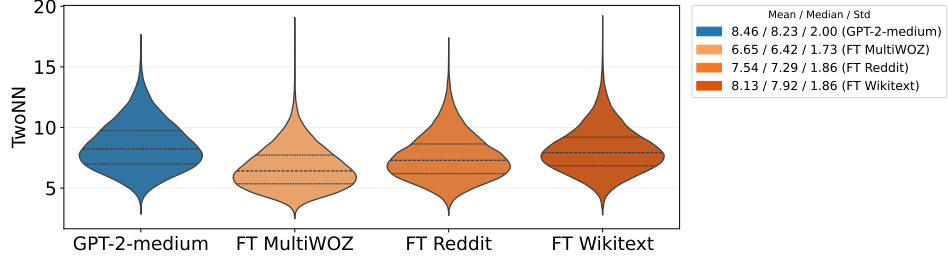 20
15
10
5
TwoNN
GPT-2-medium
FT MultiWOZ
FT Reddit
FT Wikitext
Mean / Median / Std
8.46 / 8.23 / 2.00 (GPT-2-medium)
6.65 / 6.42 / 1.73 (FT MultiWOZ)
7.54 / 7.29 / 1.86 (FT Reddit)
8.13 / 7.92 / 1.86 (FT Wikitext)